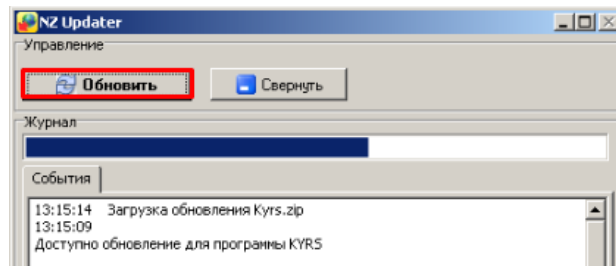 NZ Updater
Управление
Обновить
Свернуть
Журнал
События
13:15:14 Загрузка обновления Kyrs.zip
13:15:09
Доступно обновление для программы KYRS